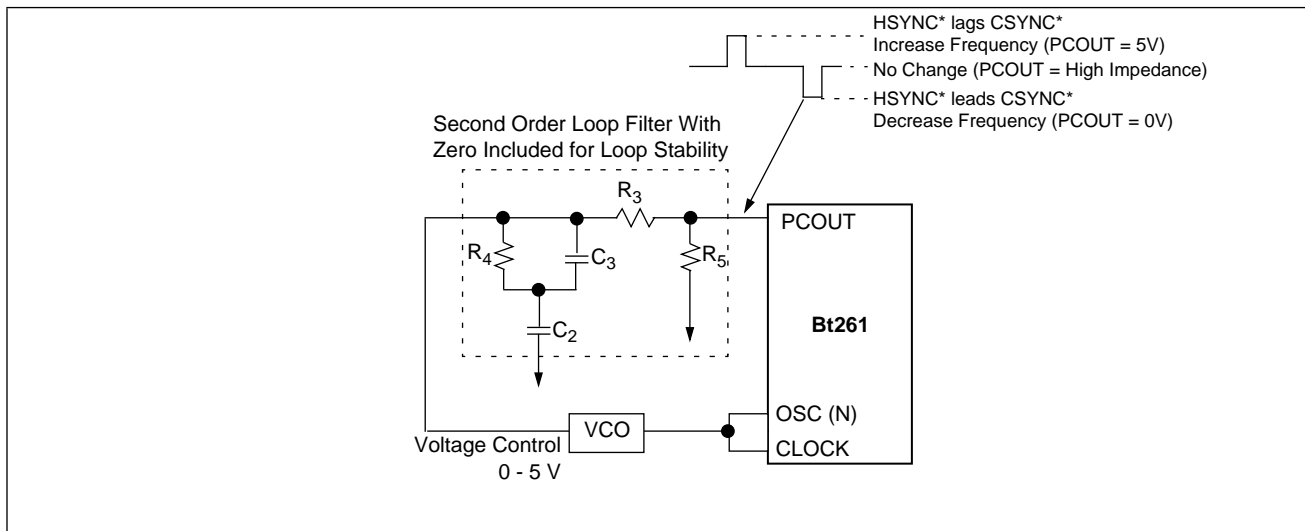 HSYNC* lags CSYNC*
Increase Frequency (PCOUT = 5V)
No Change (PCOUT = High Impedance)
HSYNC* leads CSYNC*
Decrease Frequency (PCOUT = 0V)
Second Order Loop Filter With
Zero Included for Loop Stability
R3
PCOUT
R4
C3
R5
C2
Bt261
OSC (N)
VCO
CLOCK
Voltage Control
0 - 5 V